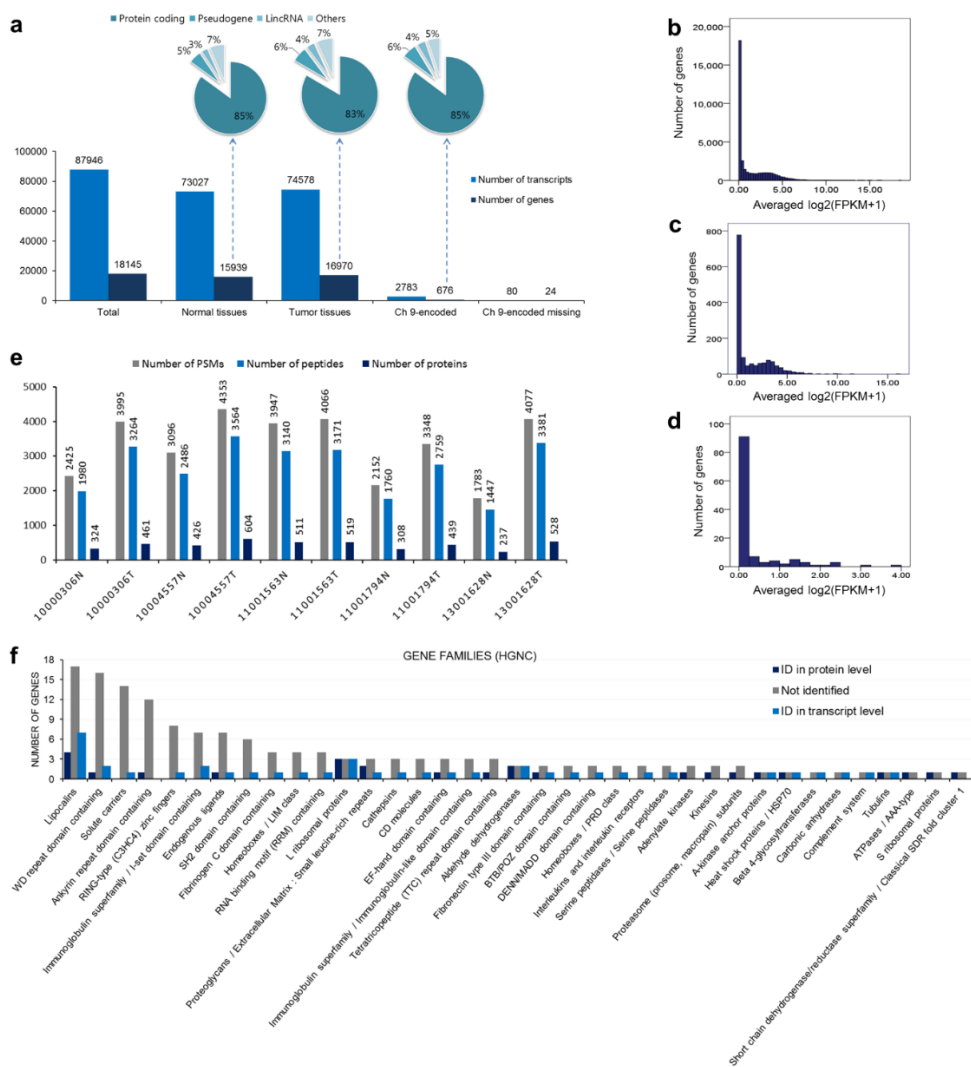 a
Protein coding Pseudogene LincRNA Others
5% 3% 7% 85%
6% 4% 7% 83%
6% 4% 5% 85%
100000
80000
60000
40000
20000
0
87946 18145
73027 15939
74578 16970
2783 676
80 24
Number of transcripts
Number of genes
Total Normal tissues Tumor tissues Ch 9-encoded Ch 9-encoded missing
b
Number of genes
20,000
15,000
10,000
5,000
0
0.00 5.00 10.00 15.00
Averaged log2(FPKM+1)
c
Number of genes
800
600
400
200
0
0.00 5.00 10.00 15.00
Averaged log2(FPKM+1)
d
Number of genes
100
80
60
40
20
0
0.00 1.00 2.00 3.00 4.00
Averaged log2(FPKM+1)
e
Number of PSMs Number of peptides Number of proteins
5000
4000
3000
2000
1000
0
2425 1980 324
3995 3264 461
3096 2486 426
4353 3564 604
3947 3140 511
4066 3171 519
2152 1760 308
3348 2759 439
1783 1447 237
4077 3381 528
10000306N
10000306T
10004557N
10004557T
11001563N
11001563T
11001794N
11001794T
13001628N
13001628T
f
GENE FAMILIES (HGNC)
NUMBER OF GENES
18
15
12
9
6
3
0
ID in protein level
Not identified
ID in transcript level
Lipocalins
WD repeat domain containing
Solute carriers
Ankyrin repeat domain containing
RING-type (C3HC4) zinc fingers
Immunoglobulin superfamily / I-set domain containing
Endogenous ligands
SH2 domain containing
Fibrinogen C domain containing
Homeoboxes / LIM class
RNA binding motif (RRM) containing
L ribosomal proteins
Proteoglycans / Extracellular Matrix : Small leucine-rich repeats
Cathepsins
CD molecules
EF-hand domain containing
Immunoglobulin superfamily / Immunoglobulin-like domain containing
Tetratricopeptide (TTC) repeat domain containing
Aldehyde dehydrogenases
Fibronectin type III domain containing
BTB/POZ domain containing
DENN/MADD domain containing
Homeoboxes / PRD class
Interleukins and interleukin receptors
Serine peptidases / Serine peptidases
Adenylate kinases
Kinesins
Proteasome (prosome, macropain) subunits
A-kinase anchor proteins
Heat shock proteins / HSP70
Beta 4-glycosyltransferases
Carbonic anhydrases
Complement system
Tubulins
ATPases / AAA-type
S ribosomal proteins
Short chain dehydrogenase/reductase superfamily / Classical SDR fold cluster 1